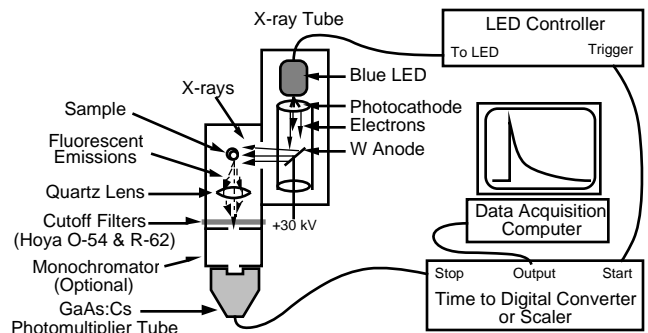 X-ray Tube
LED Controller
To LED
Trigger
Blue LED
X-rays
Photocathode
Sample
Electrons
Fluorescent
Emissions
W Anode
Quartz Lens
Cutoff Filters
(Hoya O-54 & R-62)
+30 kV
Data Acquisition
Computer
Monochromator
(Optional)
Stop
Output
Start
GaAs:Cs
Photomultiplier Tube
Time to Digital Converter
or Scaler